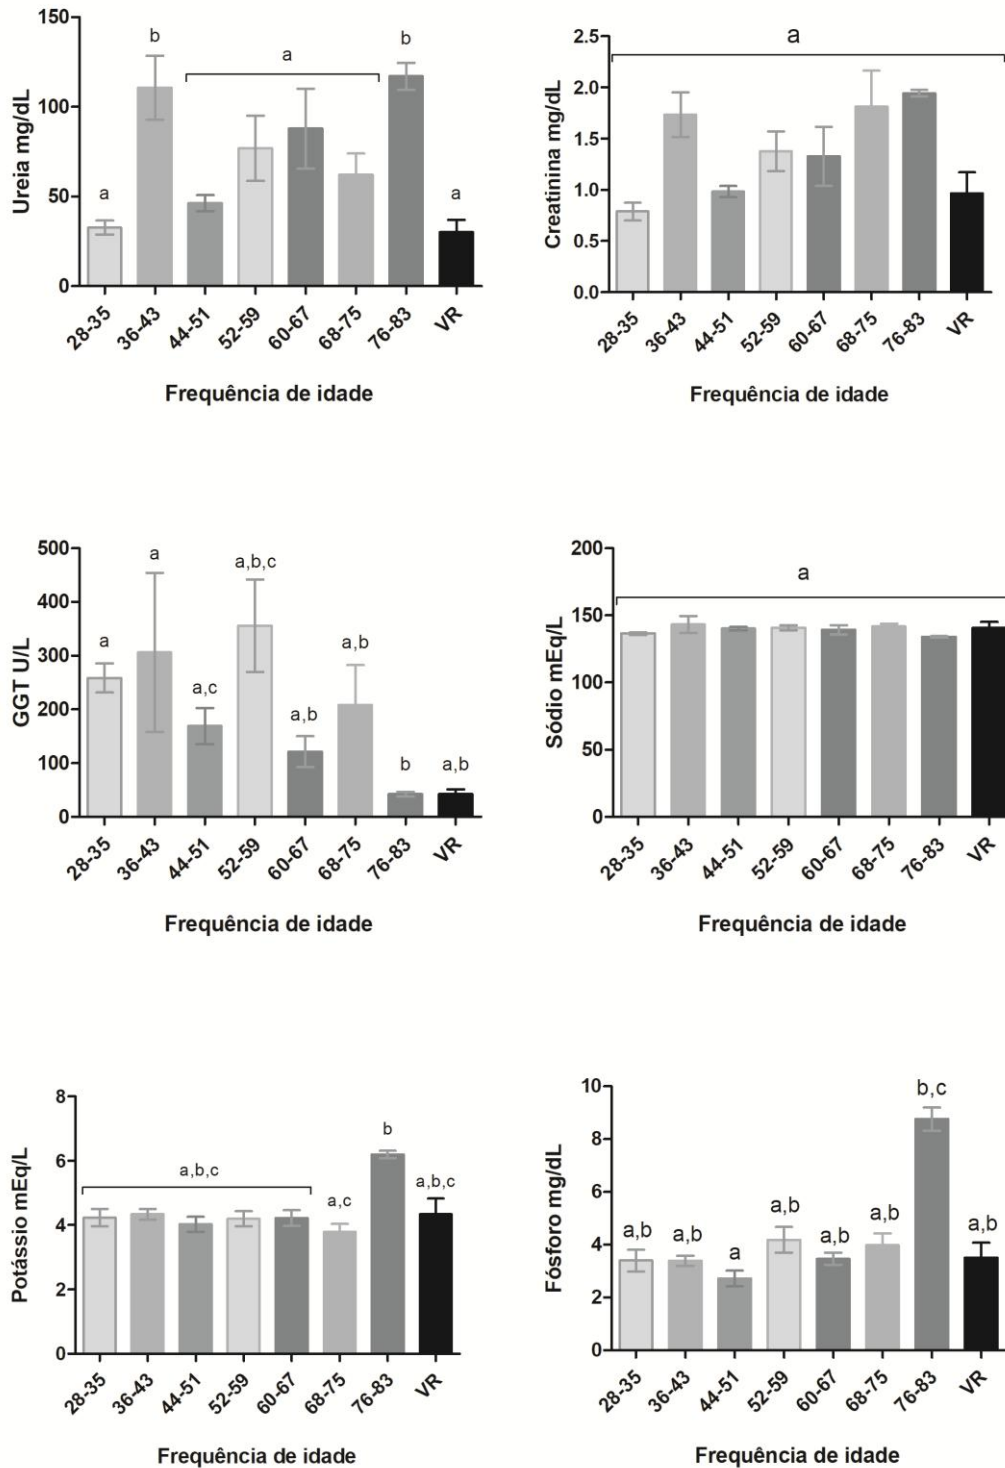 Ureia mg/dL
150
100
50
0
a
b
a
b
a
28-35
36-43
44-51
52-59
60-67
68-75
76-83
VR
Frequência de idade
Creatinina mg/dL
2.5
2.0
1.5
1.0
0.5
0.0
a
28-35
36-43
44-51
52-59
60-67
68-75
76-83
VR
Frequência de idade
GGT U/L
500
400
300
200
100
0
a
a
a,c
a,b,c
a,b
a,b
b
a,b
28-35
36-43
44-51
52-59
60-67
68-75
76-83
VR
Frequência de idade
Sódio mEq/L
200
150
100
50
0
a
28-35
36-43
44-51
52-59
60-67
68-75
76-83
VR
Frequência de idade
Potássio mEq/L
8
6
4
2
0
a,b,c
a,c
b
a,b,c
28-35
36-43
44-51
52-59
60-67
68-75
76-83
VR
Frequência de idade
Fósforo mg/dL
10
8
6
4
2
0
a,b
a,b
a
a,b
a,b
a,b
b,c
a,b
28-35
36-43
44-51
52-59
60-67
68-75
76-83
VR
Frequência de idade